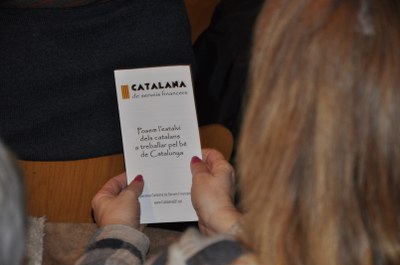 CATALANA
de serveis financers
Posem l'estalvi
dels catalans
a treballar pel bé
de Catalunya